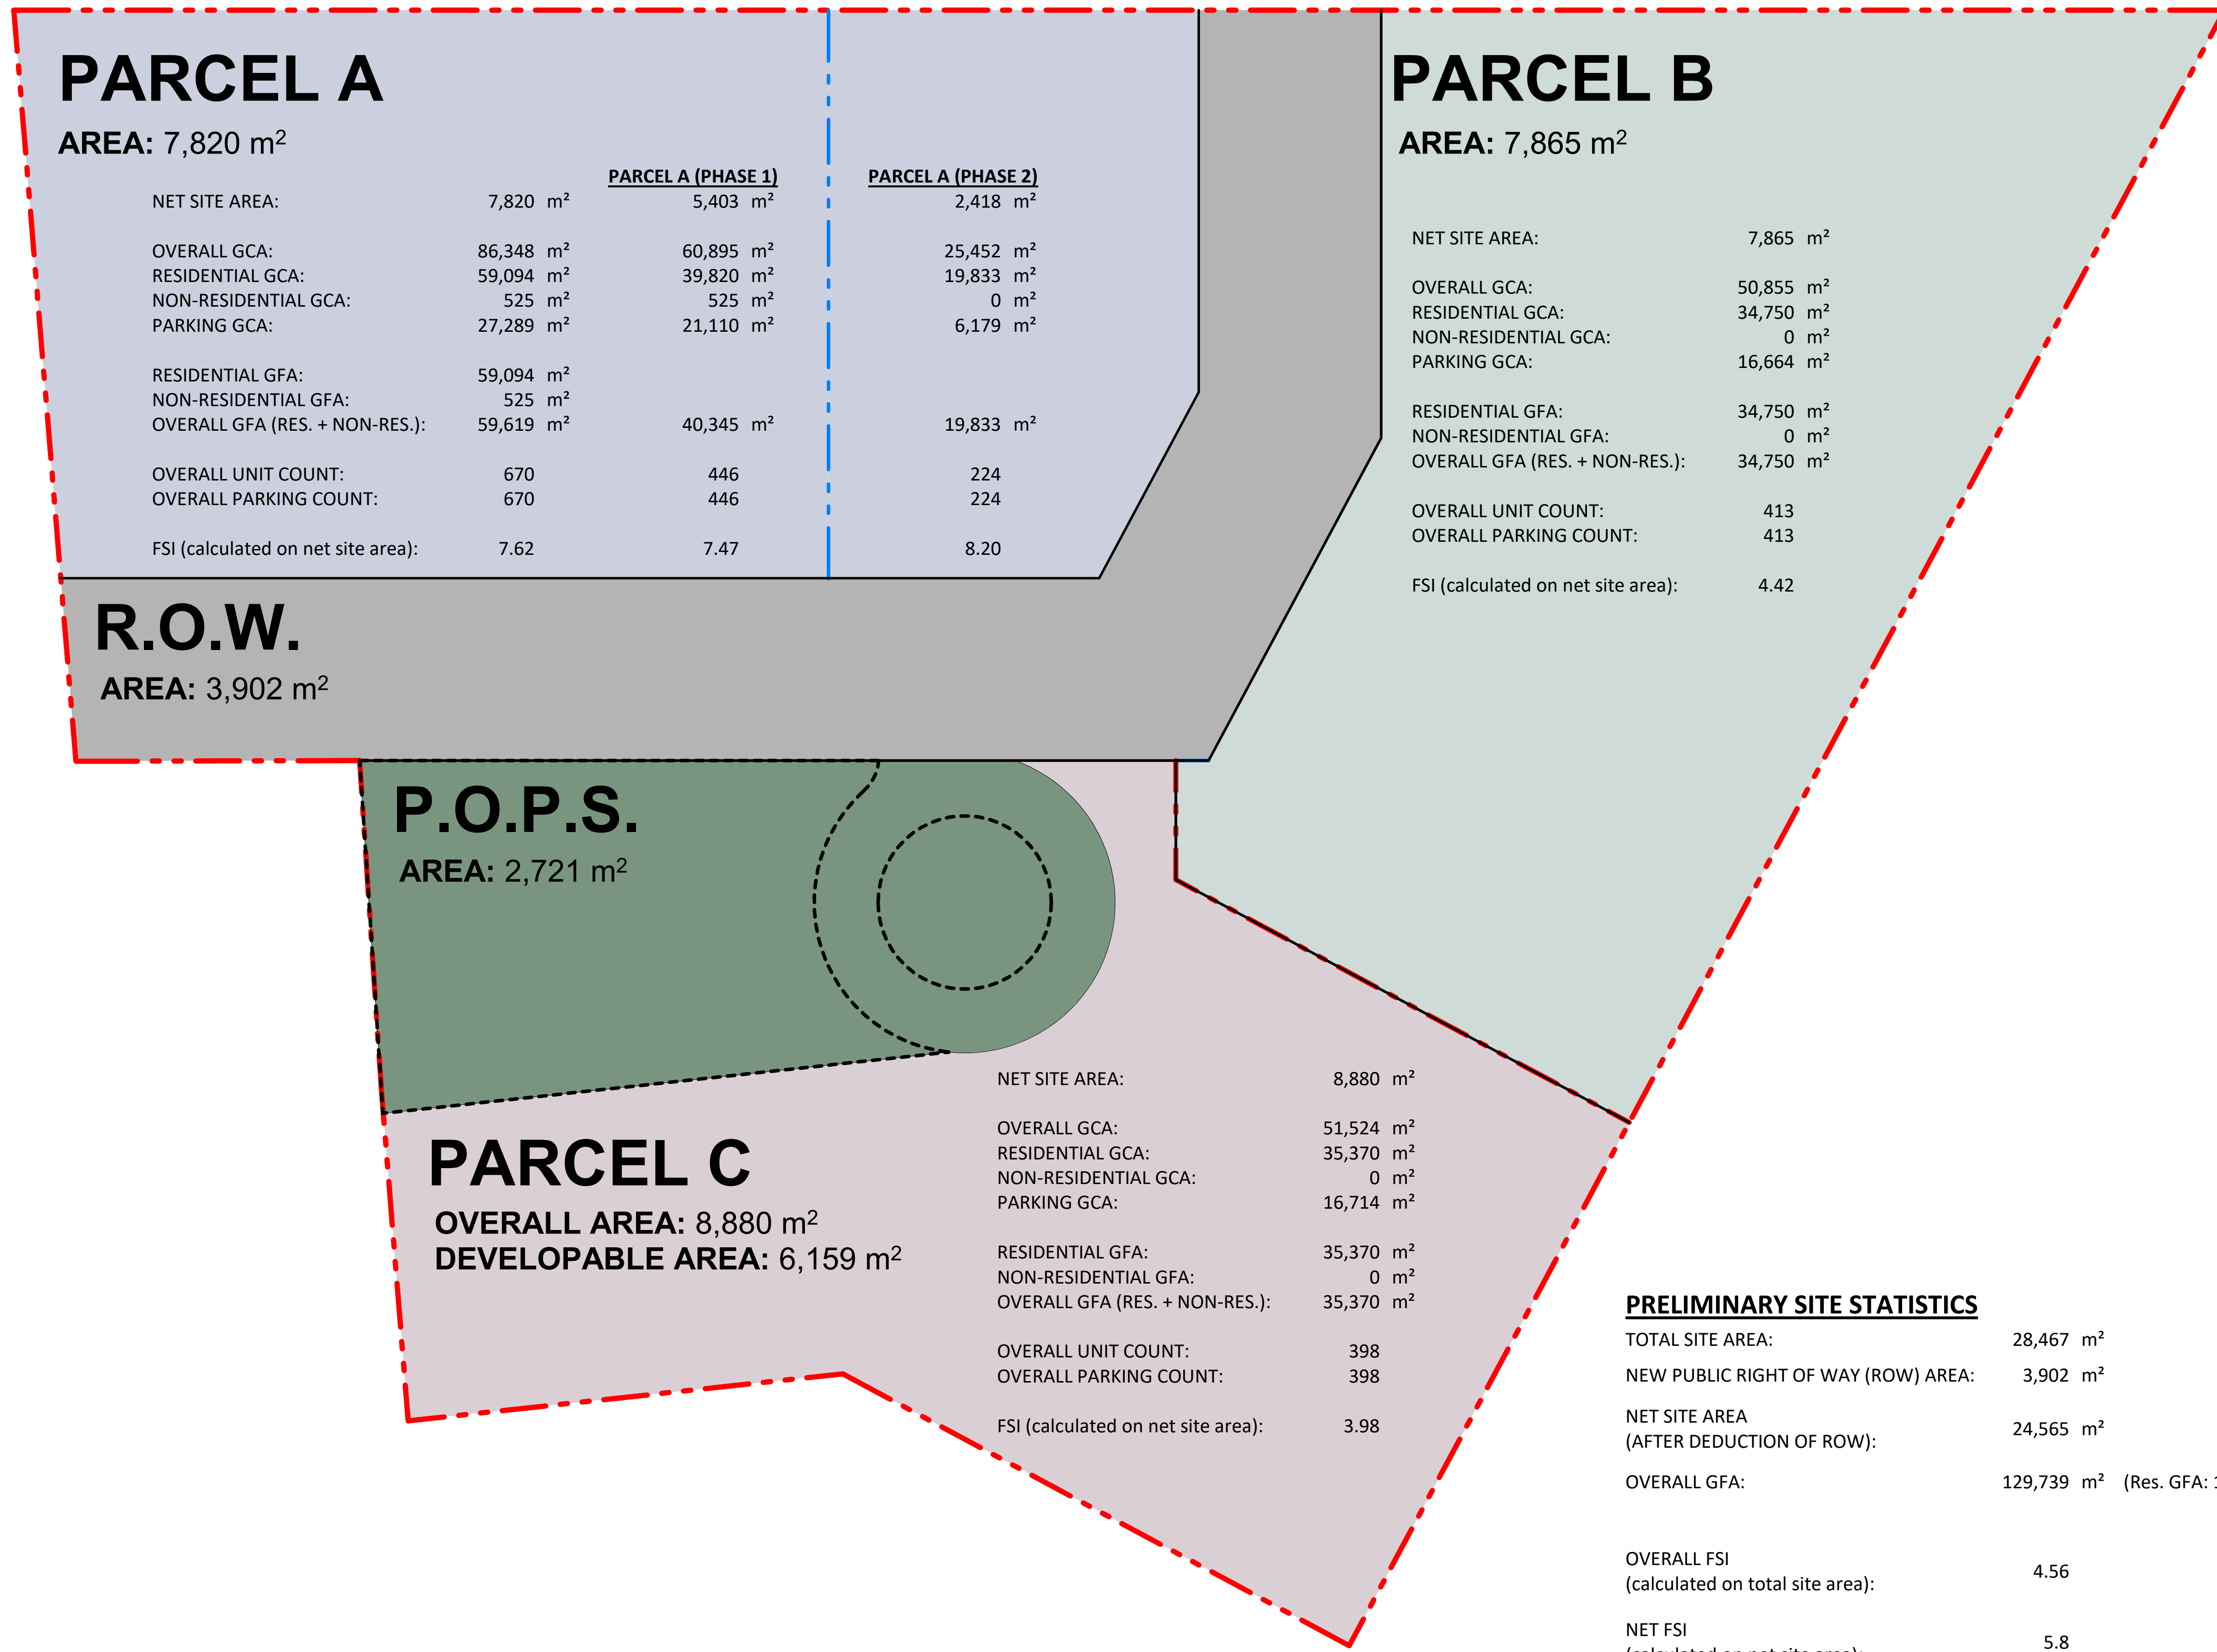 PARCEL A
AREA: 7,820 m²
PARCEL A (PHASE 1) PARCEL A (PHASE 2)
NET SITE AREA: 7,820 m² 5,403 m² 2,418 m²
OVERALL GCA: 86,348 m² 60,895 m² 25,452 m²
RESIDENTIAL GCA: 59,094 m² 39,820 m² 19,833 m²
NON-RESIDENTIAL GCA: 525 m² 525 m² 0 m²
PARKING GCA: 27,289 m² 21,110 m² 6,179 m²
RESIDENTIAL GFA: 59,094 m²
NON-RESIDENTIAL GFA: 525 m²
OVERALL GFA (RES. + NON-RES.): 59,619 m² 40,345 m² 19,833 m²
OVERALL UNIT COUNT: 670 446 224
OVERALL PARKING COUNT: 670 446 224
FSI (calculated on net site area): 7.62 7.47 8.20
PARCEL B
AREA: 7,865 m²
NET SITE AREA: 7,865 m²
OVERALL GCA: 50,855 m²
RESIDENTIAL GCA: 34,750 m²
NON-RESIDENTIAL GCA: 0 m²
PARKING GCA: 16,664 m²
RESIDENTIAL GFA: 34,750 m²
NON-RESIDENTIAL GFA: 0 m²
OVERALL GFA (RES. + NON-RES.): 34,750 m²
OVERALL UNIT COUNT: 413
OVERALL PARKING COUNT: 413
FSI (calculated on net site area): 4.42
R.O.W.
AREA: 3,902 m²
P.O.P.S.
AREA: 2,721 m²
PARCEL C
OVERALL AREA: 8,880 m²
DEVELOPABLE AREA: 6,159 m²
NET SITE AREA: 8,880 m²
OVERALL GCA: 51,524 m²
RESIDENTIAL GCA: 35,370 m²
NON-RESIDENTIAL GCA: 0 m²
PARKING GCA: 16,714 m²
RESIDENTIAL GFA: 35,370 m²
NON-RESIDENTIAL GFA: 0 m²
OVERALL GFA (RES. + NON-RES.): 35,370 m²
OVERALL UNIT COUNT: 398
OVERALL PARKING COUNT: 398
FSI (calculated on net site area): 3.98
PRELIMINARY SITE STATISTICS
TOTAL SITE AREA: 28,467 m²
NEW PUBLIC RIGHT OF WAY (ROW) AREA: 3,902 m²
NET SITE AREA
(AFTER DEDUCTION OF ROW): 24,565 m²
OVERALL GFA: 129,739 m² (Res. GFA:
OVERALL FSI
(calculated on total site area): 4.56
NET FSI
5.8